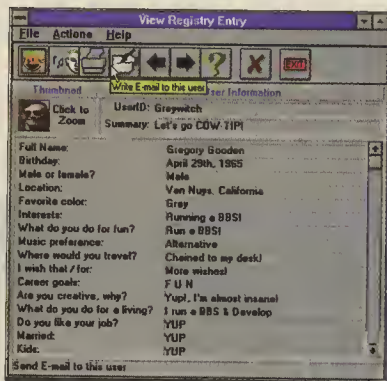 View Registry Entry
File Actions Help
EXIT
Write E-mail to this user
Thumbnail User Information
Click to
Zoom
UserID: Greywitch
Summary: Let's go COW-TIP!
Full Name: Gregory Gooden
Birthday: April 29th, 1965
Male or female? Male
Location: Van Nuys, California
Favorite color: Grey
Interests: Running a BBS!
What do you do for fun? Run a BBS!
Music preference: Alternative
Where would you travel? Chained to my desk!
I wish that / for: More wishes!
Career goals: F U N
Are you creative, why? Yup!, I'm almost insane!
What do you do for a living? I run a BBS & Develop
Do you like your job? YUP
Married: YUP
Kids: YUP
Send E-mail to this user